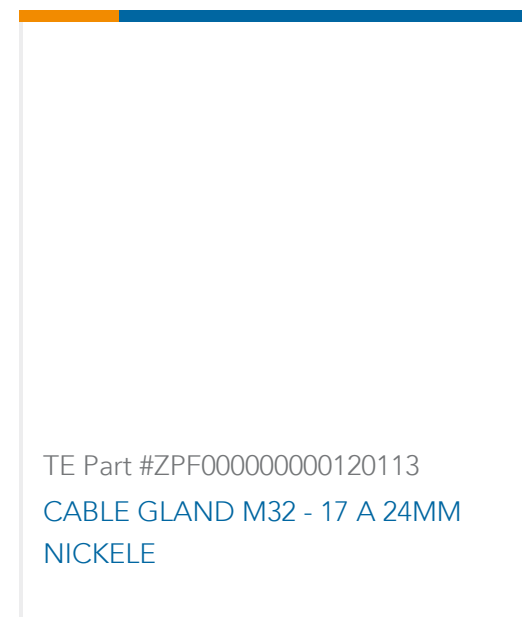 TE Part #ZPF000000000120113
CABLE GLAND M32 - 17 A 24MM
NICKELE